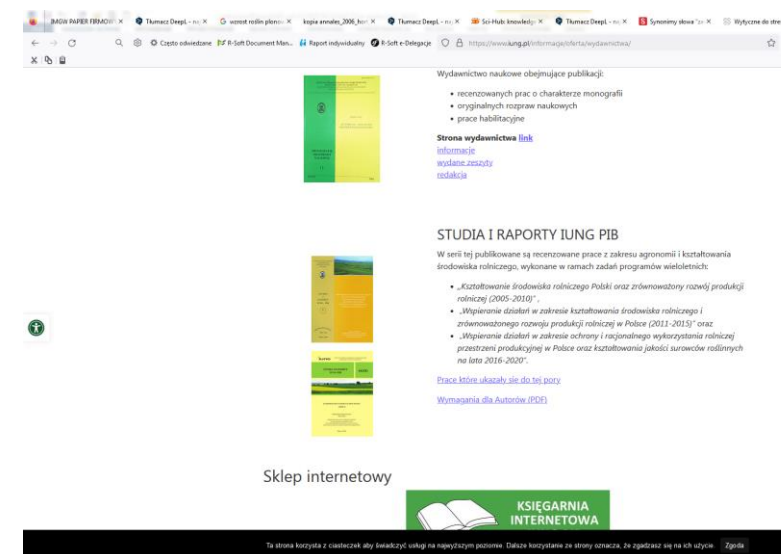 IMGW PAPIER FIRMOWY
Tłumacz DeepL – naj
wzrost roślin plonow
kopia annales_2006_hort
Tłumacz DeepL – naj
Sci-Hub: knowledge
Tłumacz DeepL – naj
Synonimy słowa
Wytyczne do stre
Często odwiedzane
R-Soft Document Man...
Raport indywidualny
R-Soft e-Delegacje
https://www.iung.pl/informacje/oferta/wydawnictwa/
Wydawnictwo naukowe obejmujące publikacji:
• recenzowanych prac o charakterze monografii
• oryginalnych rozpraw naukowych
• prace habilitacyjne
Strona wydawnictwa link
informacje
wydane zeszyty
redakcja
STUDIA I RAPORTY IUNG PIB
W serii tej publikowane są recenzowane prace z zakresu agronomii i kształtowania
środowiska rolniczego, wykonane w ramach zadań programów wieloletnich:
• „Kształtowanie środowiska rolniczego Polski oraz zrównoważony rozwój produkcji
rolniczej (2005-2010)" ,
• „Wspieranie działań w zakresie kształtowania środowiska rolniczego i
zrównoważonego rozwoju produkcji rolniczej w Polsce (2011-2015)" oraz
• „Wspieranie działań w zakresie ochrony i racjonalnego wykorzystania rolniczej
przestrzeni produkcyjnej w Polsce oraz kształtowania jakości surowców roślinnych
na lata 2016-2020".
Prace które ukazały się do tej pory
Wymagania dla Autorów (PDF)
Sklep internetowy
KSIĘGARNIA
INTERNETOWA
Ta strona korzysta z ciasteczek aby świadczyć usługi na najwyższym poziomie. Dalsze korzystanie ze strony oznacza, że zgadzasz się na ich użycie. Zgoda